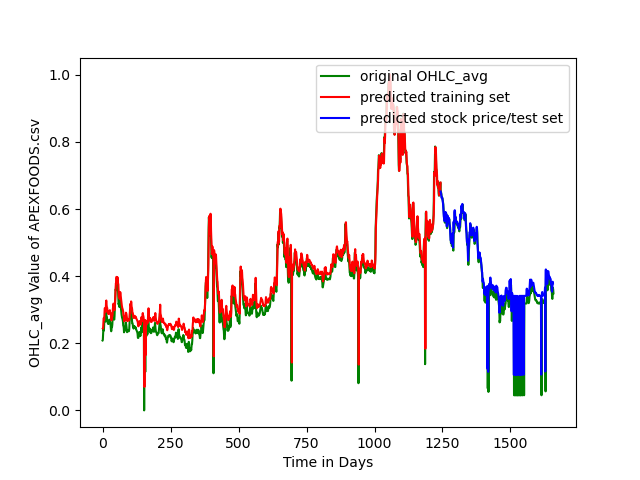 original OHLC_avg
predicted training set
predicted stock price/test set
OHLC_avg Value of APEXFOODS.csv
1.0
0.8
0.6
0.4
0.2
0.0
0 250 500 750 1000 1250 1500
Time in Days